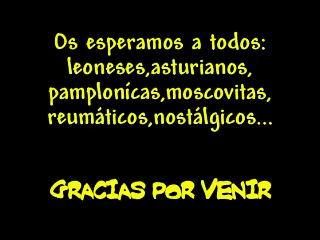 Os esperamos a todos:
leoneses,asturianos,
pamplonícas,moscovitas,
reumáticos,nostálgicos...
GRACIAS POR VENIR